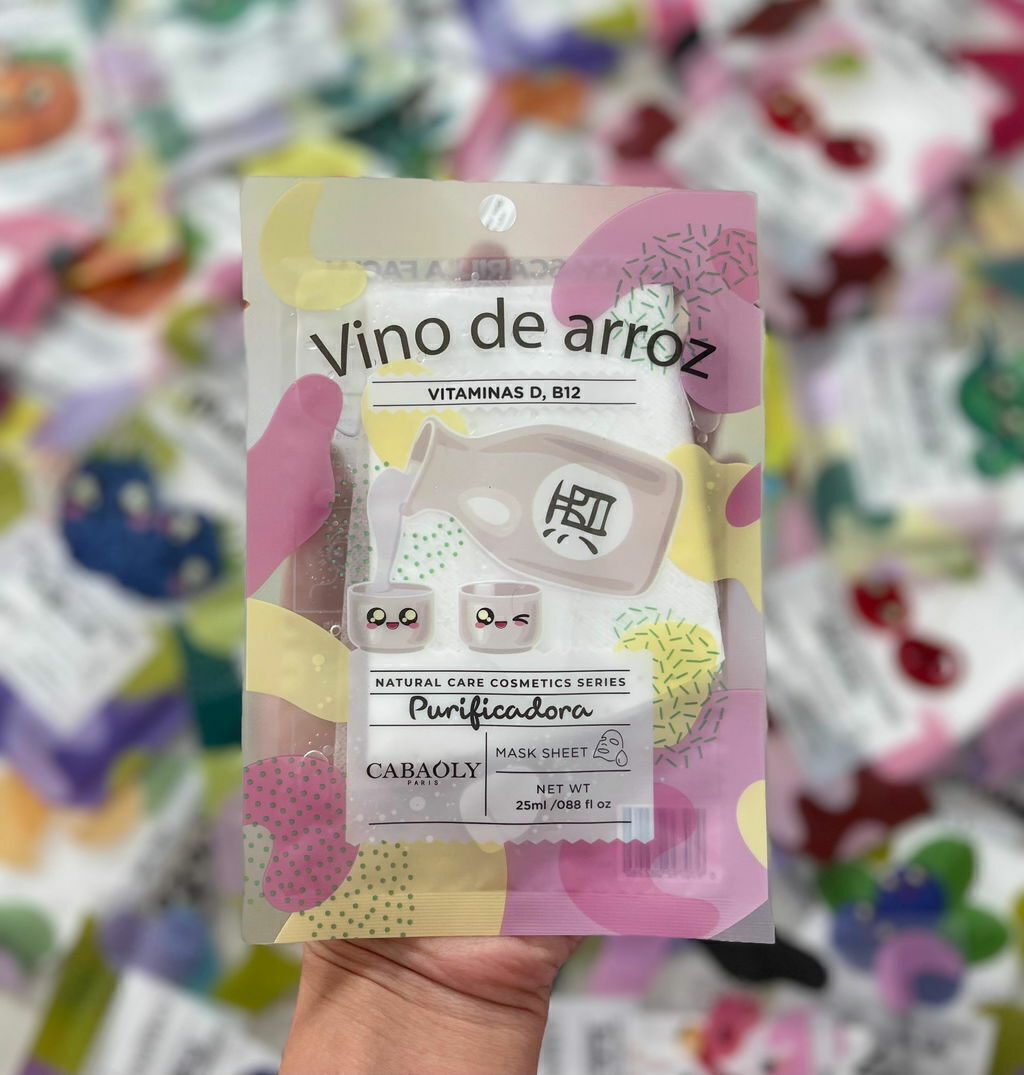 Vino de arroz
VITAMINAS D, B12
酒
NATURAL CARE COSMETICS SERIES
Purificadora
CABAOLY
PARIS
MASK SHEET
NET WT
25ml /088 fl oz